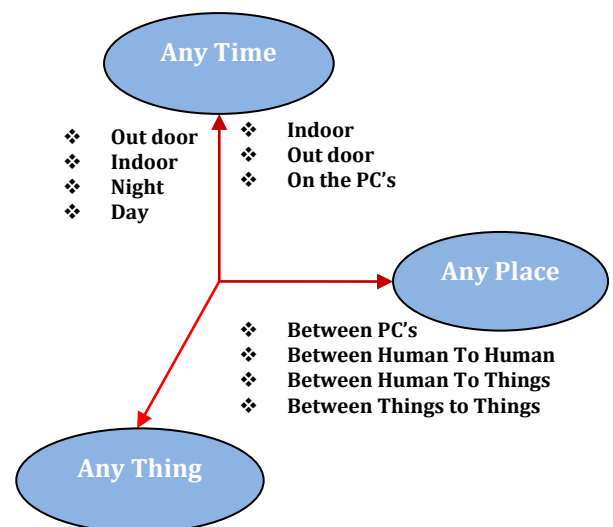 Any Time
❖ Out door
❖ Indoor
❖ Night
❖ Day
❖ Indoor
❖ Out door
❖ On the PC’s
Any Place
❖ Between PC’s
❖ Between Human To Human
❖ Between Human To Things
❖ Between Things to Things
Any Thing